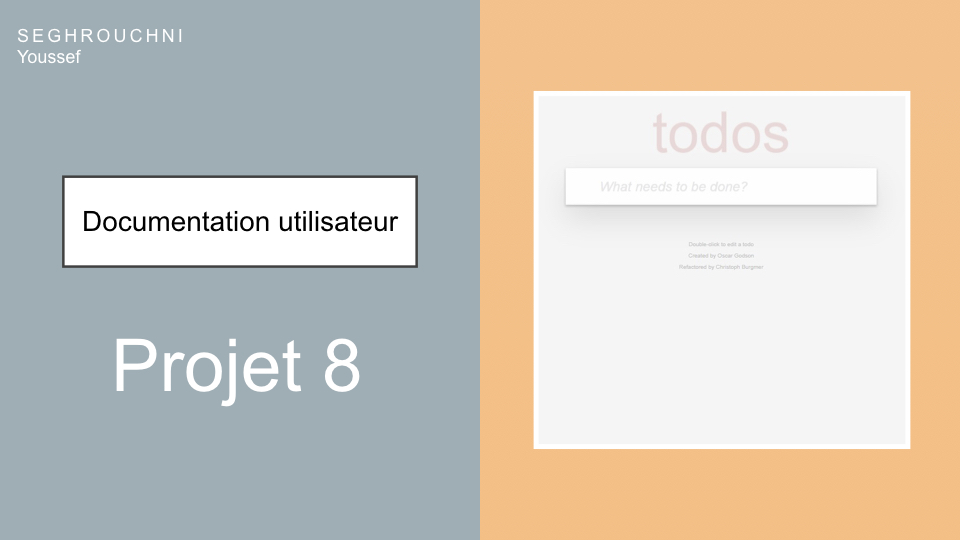 SEGHROUCHNI
Youssef
Documentation utilisateur
Projet 8
todos
What needs to be done?
Double-click to edit a todo
Created by Oscar Godson
Refactored by Christoph Burgmer